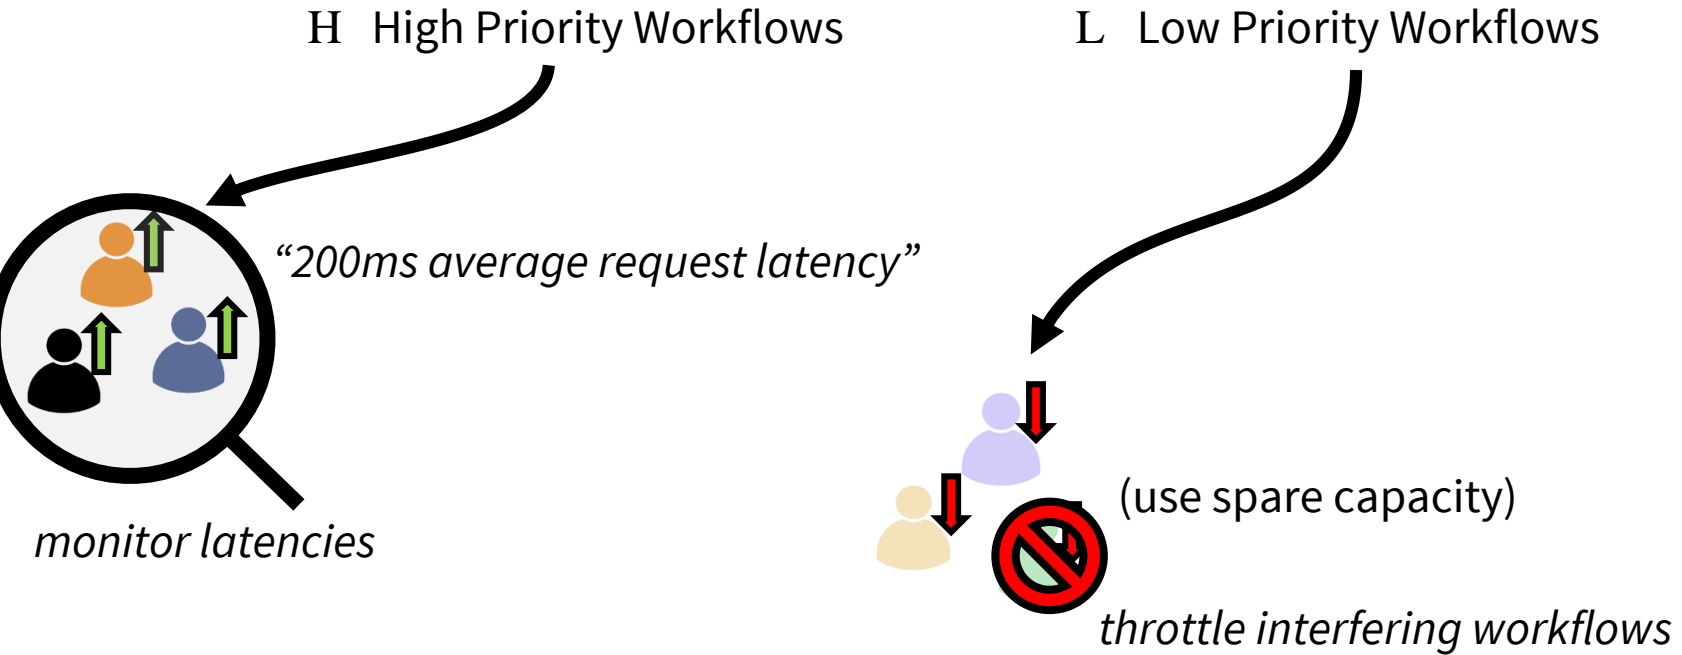 H High Priority Workflows
L Low Priority Workflows
“200ms average request latency”
(use spare capacity)
monitor latencies
throttle interfering workflows